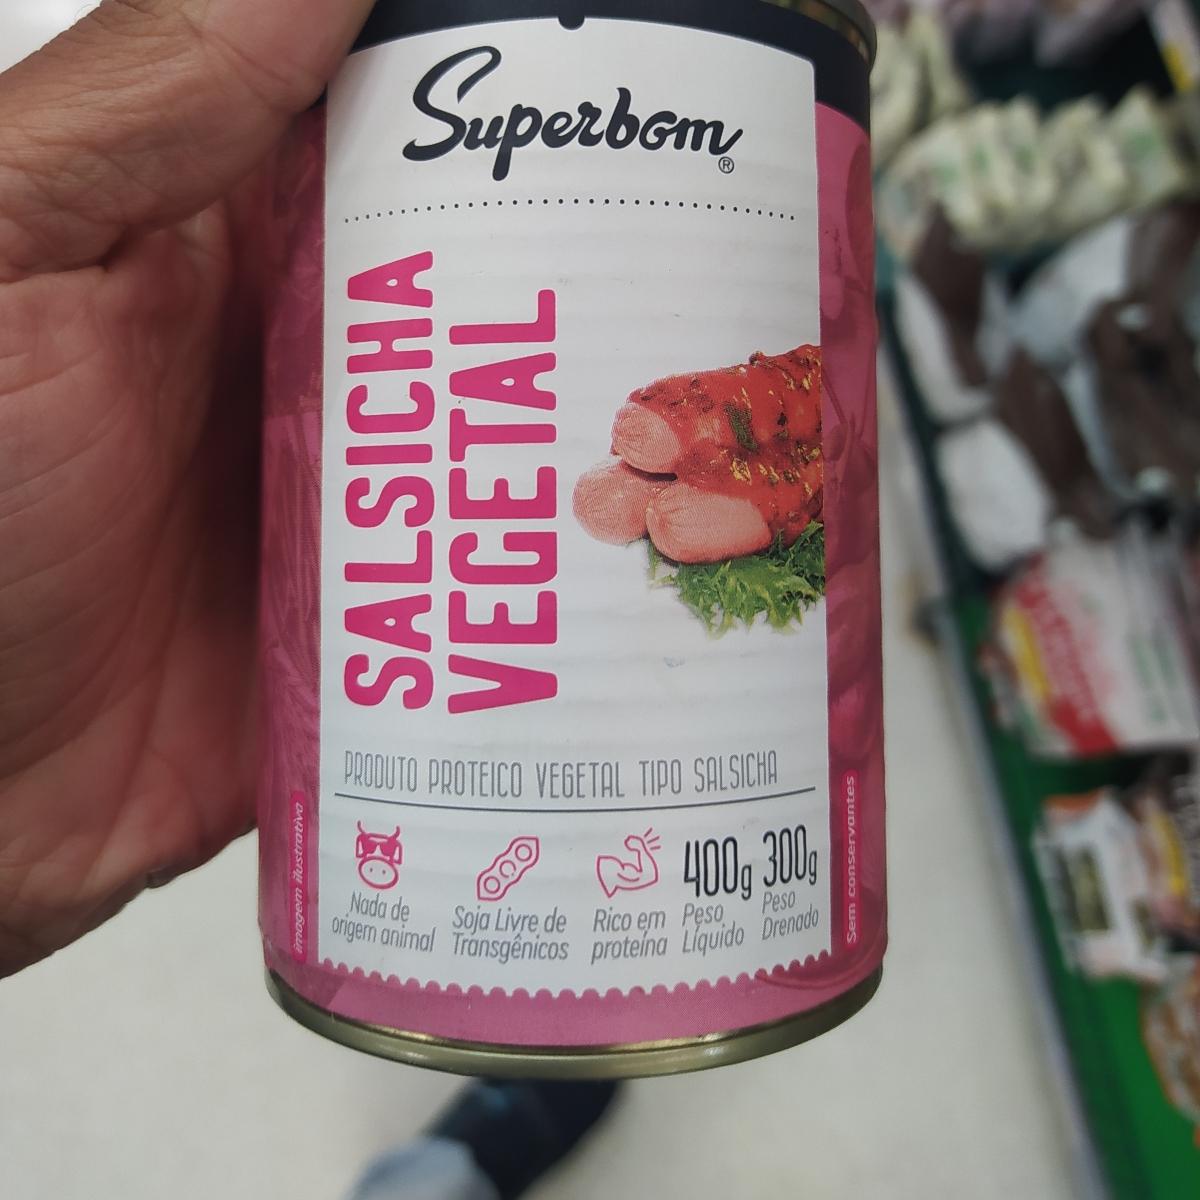 Superbom®
SALSICHA
VEGETAL
PRODUTO PROTEICO VEGETAL TIPO SALSICHA
Nada de
origem animal
Soja Livre de
Transgênicos
Rico em
proteína
400g
Peso
Líquido
300g
Peso
Drenado
imagem ilustrativa
Sem conservantes